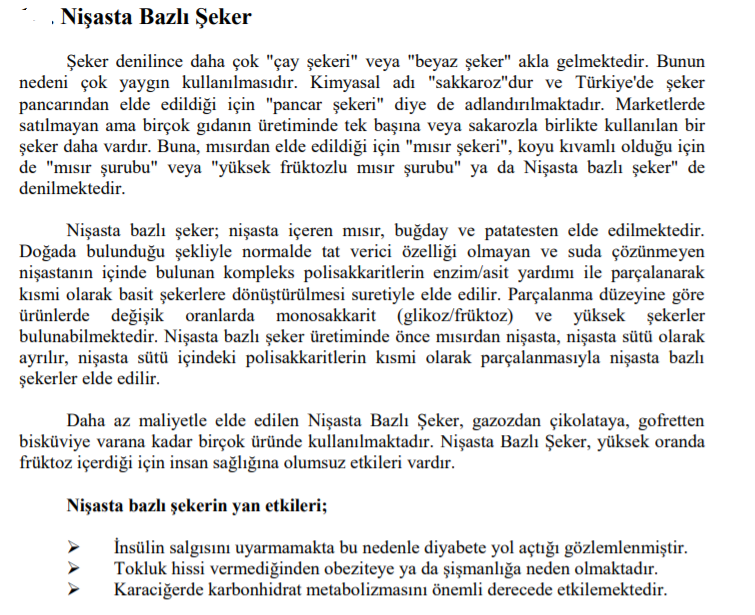 . Nişasta Bazlı Şeker
Şeker denilince daha çok "çay şekeri" veya "beyaz şeker" akla gelmektedir. Bunun
nedeni çok yaygın kullanılmasıdır. Kimyasal adı "sakkaroz"dur ve Türkiye'de şeker
pancarından elde edildiği için "pancar şekeri" diye de adlandırılmaktadır. Marketlerde
satılmayan ama birçok gıdanın üretiminde tek başına veya sakarozla birlikte kullanılan bir
şeker daha vardır. Buna, mısırdan elde edildiği için "mısır şekeri", koyu kıvamlı olduğu için
de "mısır şurubu" veya "yüksek früktozlu mısır şurubu" ya da Nişasta bazlı şeker" de
denilmektedir.
Nişasta bazlı şeker; nişasta içeren mısır, buğday ve patatesten elde edilmektedir.
Doğada bulunduğu şekliyle normalde tat verici özelliği olmayan ve suda çözünmeyen
nişastanın içinde bulunan kompleks polisakkaritlerin enzim/asit yardımı ile parçalanarak
kısmi olarak basit şekerlere dönüştürülmesi suretiyle elde edilir. Parçalanma düzeyine göre
ürünlerde değişik oranlarda monosakkarit (glikoz/früktoz) ve yüksek şekerler
bulunabilmektedir. Nişasta bazlı şeker üretiminde önce mısırdan nişasta, nişasta sütü olarak
ayrılır, nişasta sütü içindeki polisakkaritlerin kısmi olarak parçalanmasıyla nişasta bazlı
şekerler elde edilir.
Daha az maliyetle elde edilen Nişasta Bazlı Şeker, gazozdan çikolataya, gofretten
bisküviye varana kadar birçok üründe kullanılmaktadır. Nişasta Bazlı Şeker, yüksek oranda
früktoz içerdiği için insan sağlığına olumsuz etkileri vardır.
Nişasta bazlı şekerin yan etkileri;
➢ İnsülin salgısını uyarmamakta bu nedenle diyabete yol açtığı gözlemlenmiştir.
➢ Tokluk hissi vermediğinden obeziteye ya da şişmanlığa neden olmaktadır.
➢ Karaciğerde karbonhidrat metabolizmasını önemli derecede etkilemektedir.